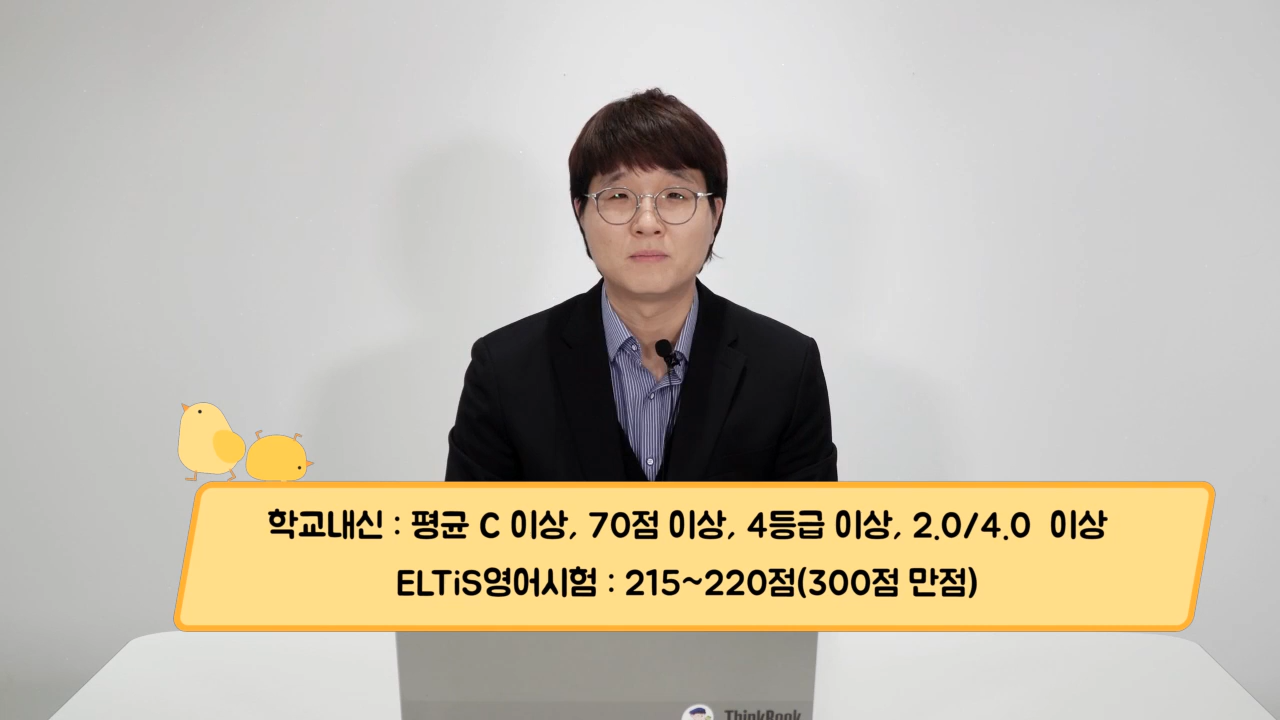 학교내신 : 평균 C 이상, 70점 이상, 4등급 이상, 2.0/4.0 이상
ELTiS영어시험 : 215~220점(300점 만점)
ThinkBook